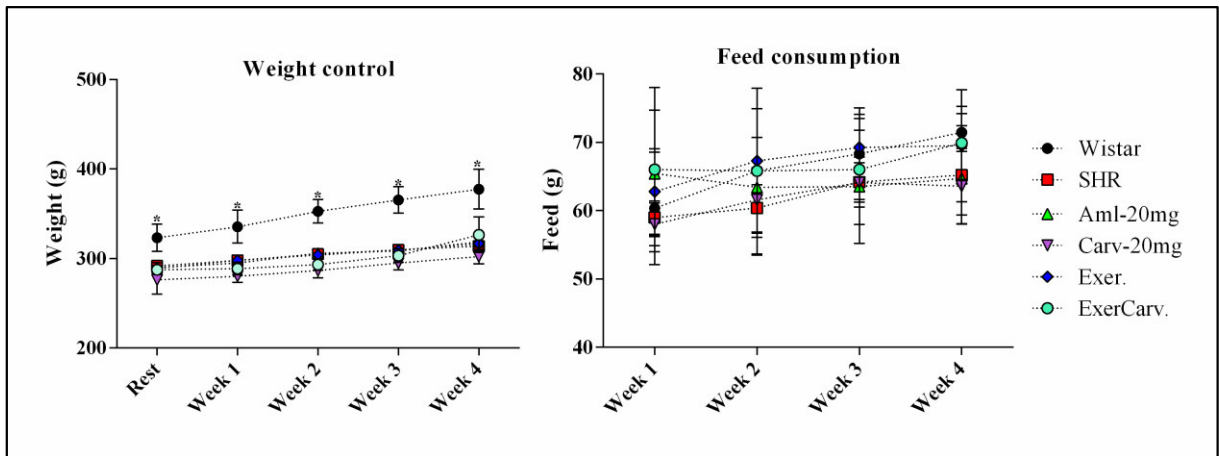 Weight control
Weight (g)
500
400
300
200
*
*
*
*
*
Rest
Week 1
Week 2
Week 3
Week 4
Feed consumption
Feed (g)
80
70
60
50
40
Week 1
Week 2
Week 3
Week 4
Wistar
SHR
Aml-20mg
Carv-20mg
Exer.
ExerCarv.